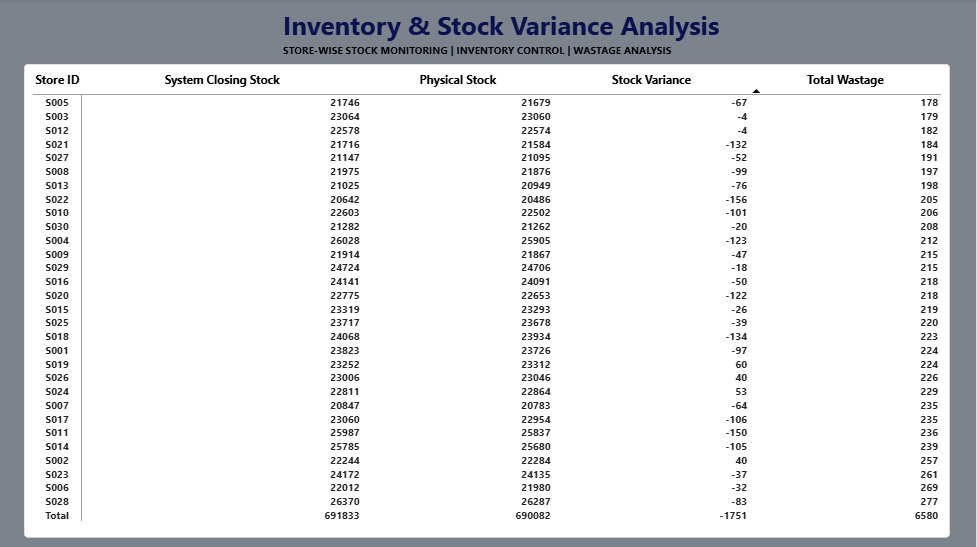 Inventory & Stock Variance Analysis
STORE-WISE STOCK MONITORING | INVENTORY CONTROL | WASTAGE ANALYSIS
Store ID System Closing Stock Physical Stock Stock Variance Total Wastage
S005 21746 21679 -67 178
S003 23064 23060 -4 179
S012 22578 22574 -4 182
S021 21716 21584 -132 184
S027 21147 21095 -52 191
S008 21975 21876 -99 197
S013 21025 20949 -76 198
S022 20642 20486 -156 205
S010 22603 22502 -101 206
S030 21282 21262 -20 208
S004 26028 25905 -123 212
S009 21914 21867 -47 215
S029 24724 24706 -18 215
S016 24141 24091 -50 218
S020 22775 22653 -122 218
S015 23319 23293 -26 219
S025 23717 23678 -39 220
S018 24068 23934 -134 223
S001 23823 23726 -97 224
S019 23252 23312 60 224
S026 23006 23046 40 226
S024 22811 22864 53 229
S007 20847 20783 -64 235
S017 23060 22954 -106 235
S011 25987 25837 -150 236
S014 25785 25680 -105 239
S002 22244 22284 40 257
S023 24172 24135 -37 261
S006 22012 21980 -32 269
S028 26370 26287 -83 277
Total 691833 690082 -1751 6580